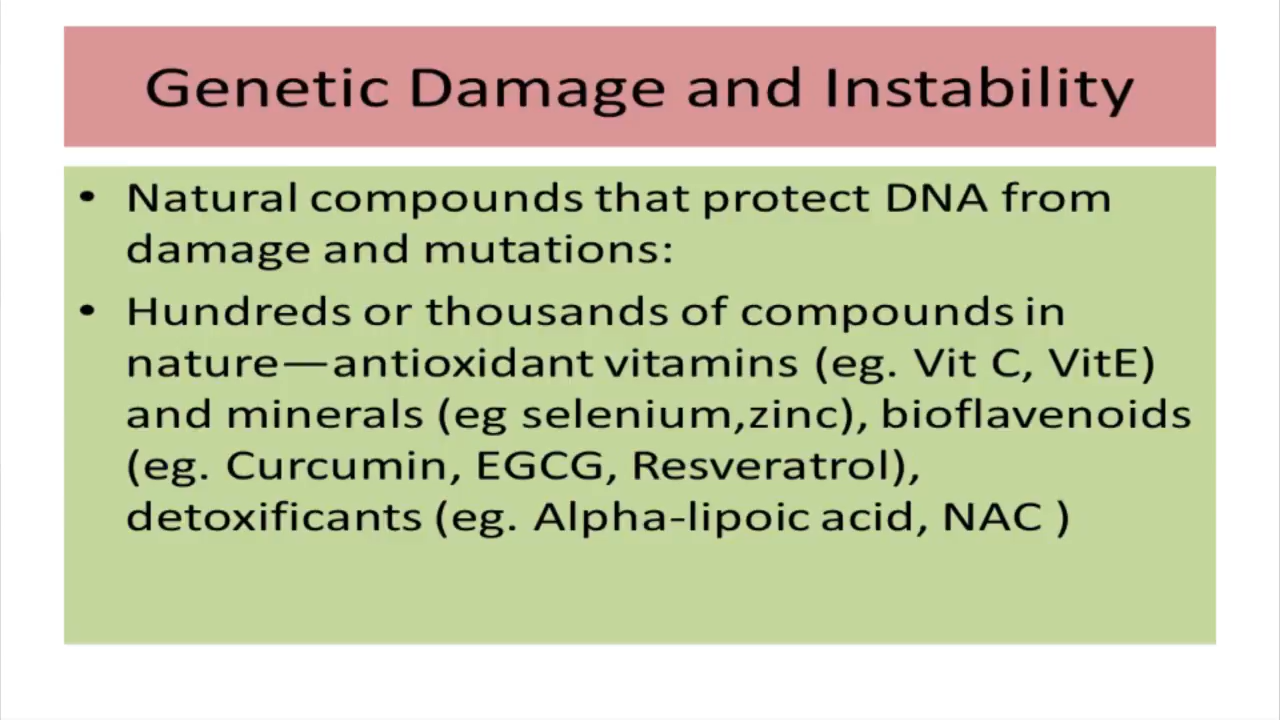 Genetic Damage and Instability
• Natural compounds that protect DNA from
damage and mutations:
• Hundreds or thousands of compounds in
nature—antioxidant vitamins (eg. Vit C, VitE)
and minerals (eg selenium,zinc), bioflavenoids
(eg. Curcumin, EGCG, Resveratrol),
detoxificants (eg. Alpha-lipoic acid, NAC )